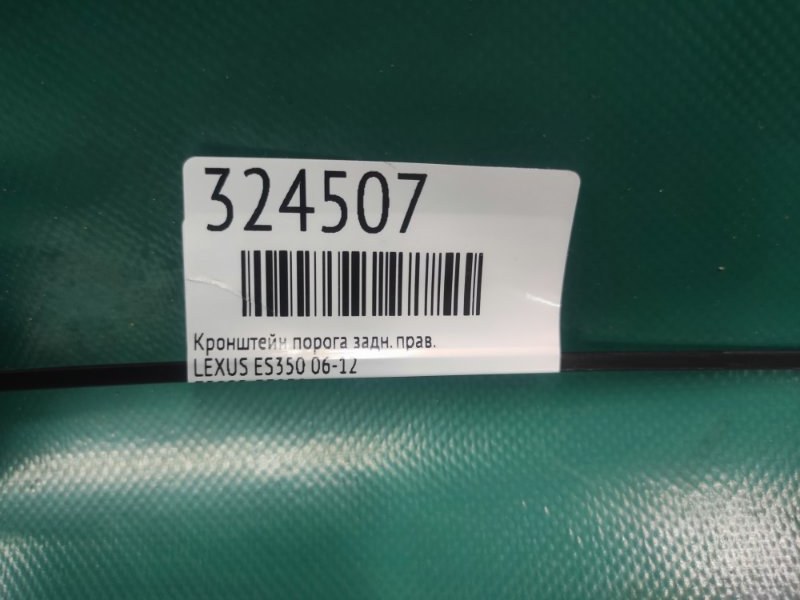 324507
Кронштейн порога задн. прав.
LEXUS ES350 06-12